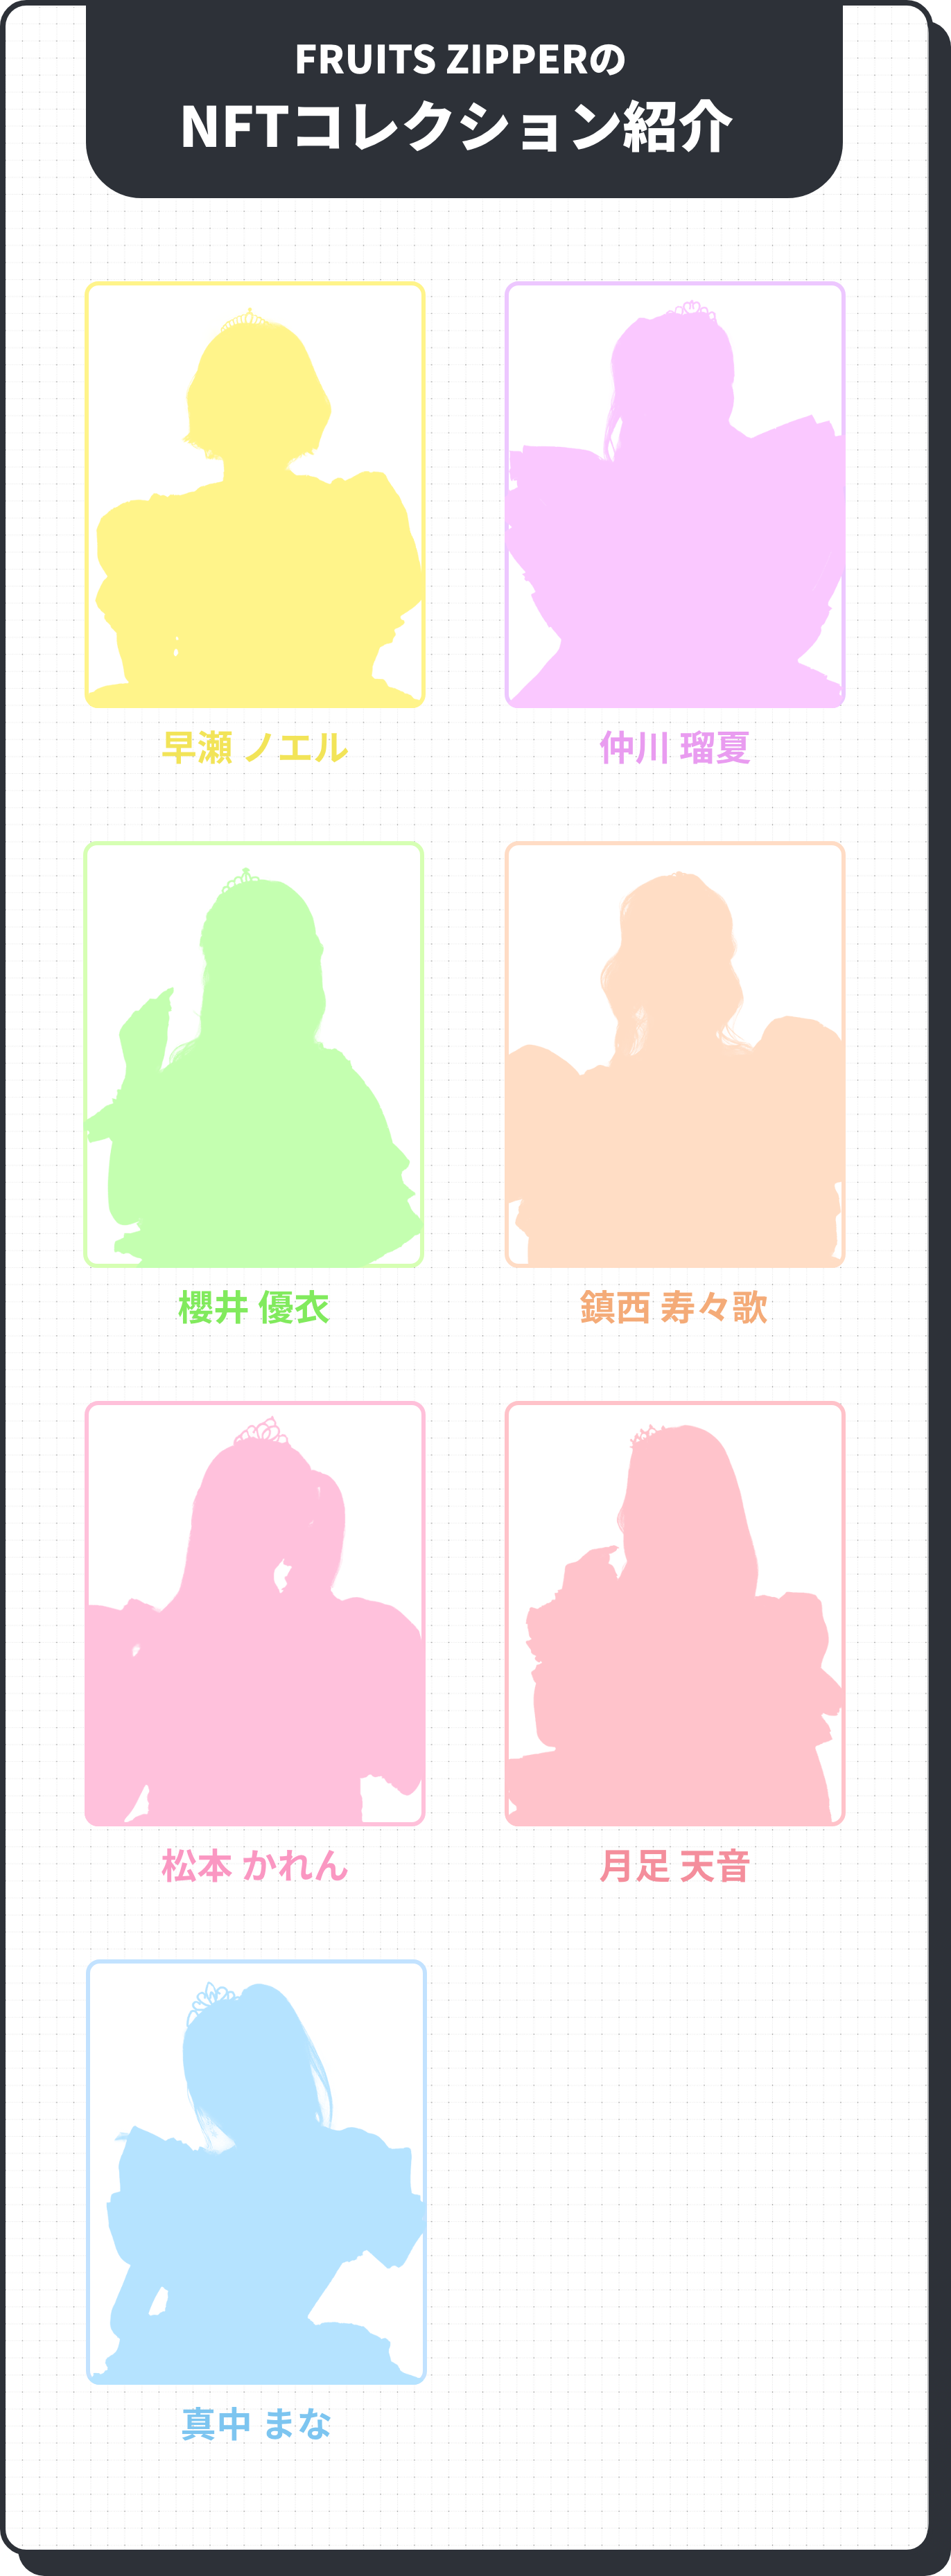 FRUITS ZIPPERの
NFTコレクション紹介
早瀬 ノエル
仲川 瑠夏
櫻井 優衣
鎮西 寿々歌
松本 かれん
月足 天音
真中 まな